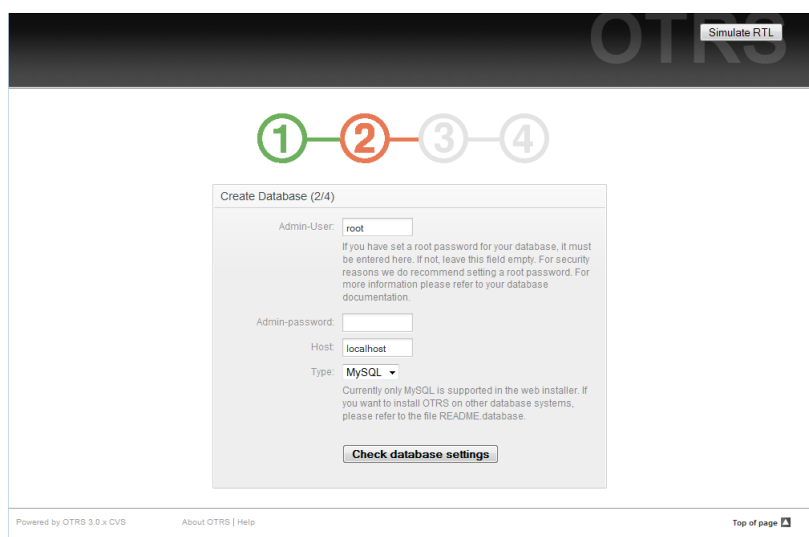 OTRS
Simulate RTL
1 2 3 4
Create Database (2/4)
Admin-User: root
If you have set a root password for your database, it must
be entered here. If not, leave this field empty. For security
reasons we do recommend setting a root password. For
more information please refer to your database
documentation.
Admin-password:
Host: localhost
Type: MySQL
Currently only MySQL is supported in the web installer. If
you want to install OTRS on other database systems,
please refer to the file README.database.
Check database settings
Powered by OTRS 3.0.x CVS About OTRS | Help Top of page